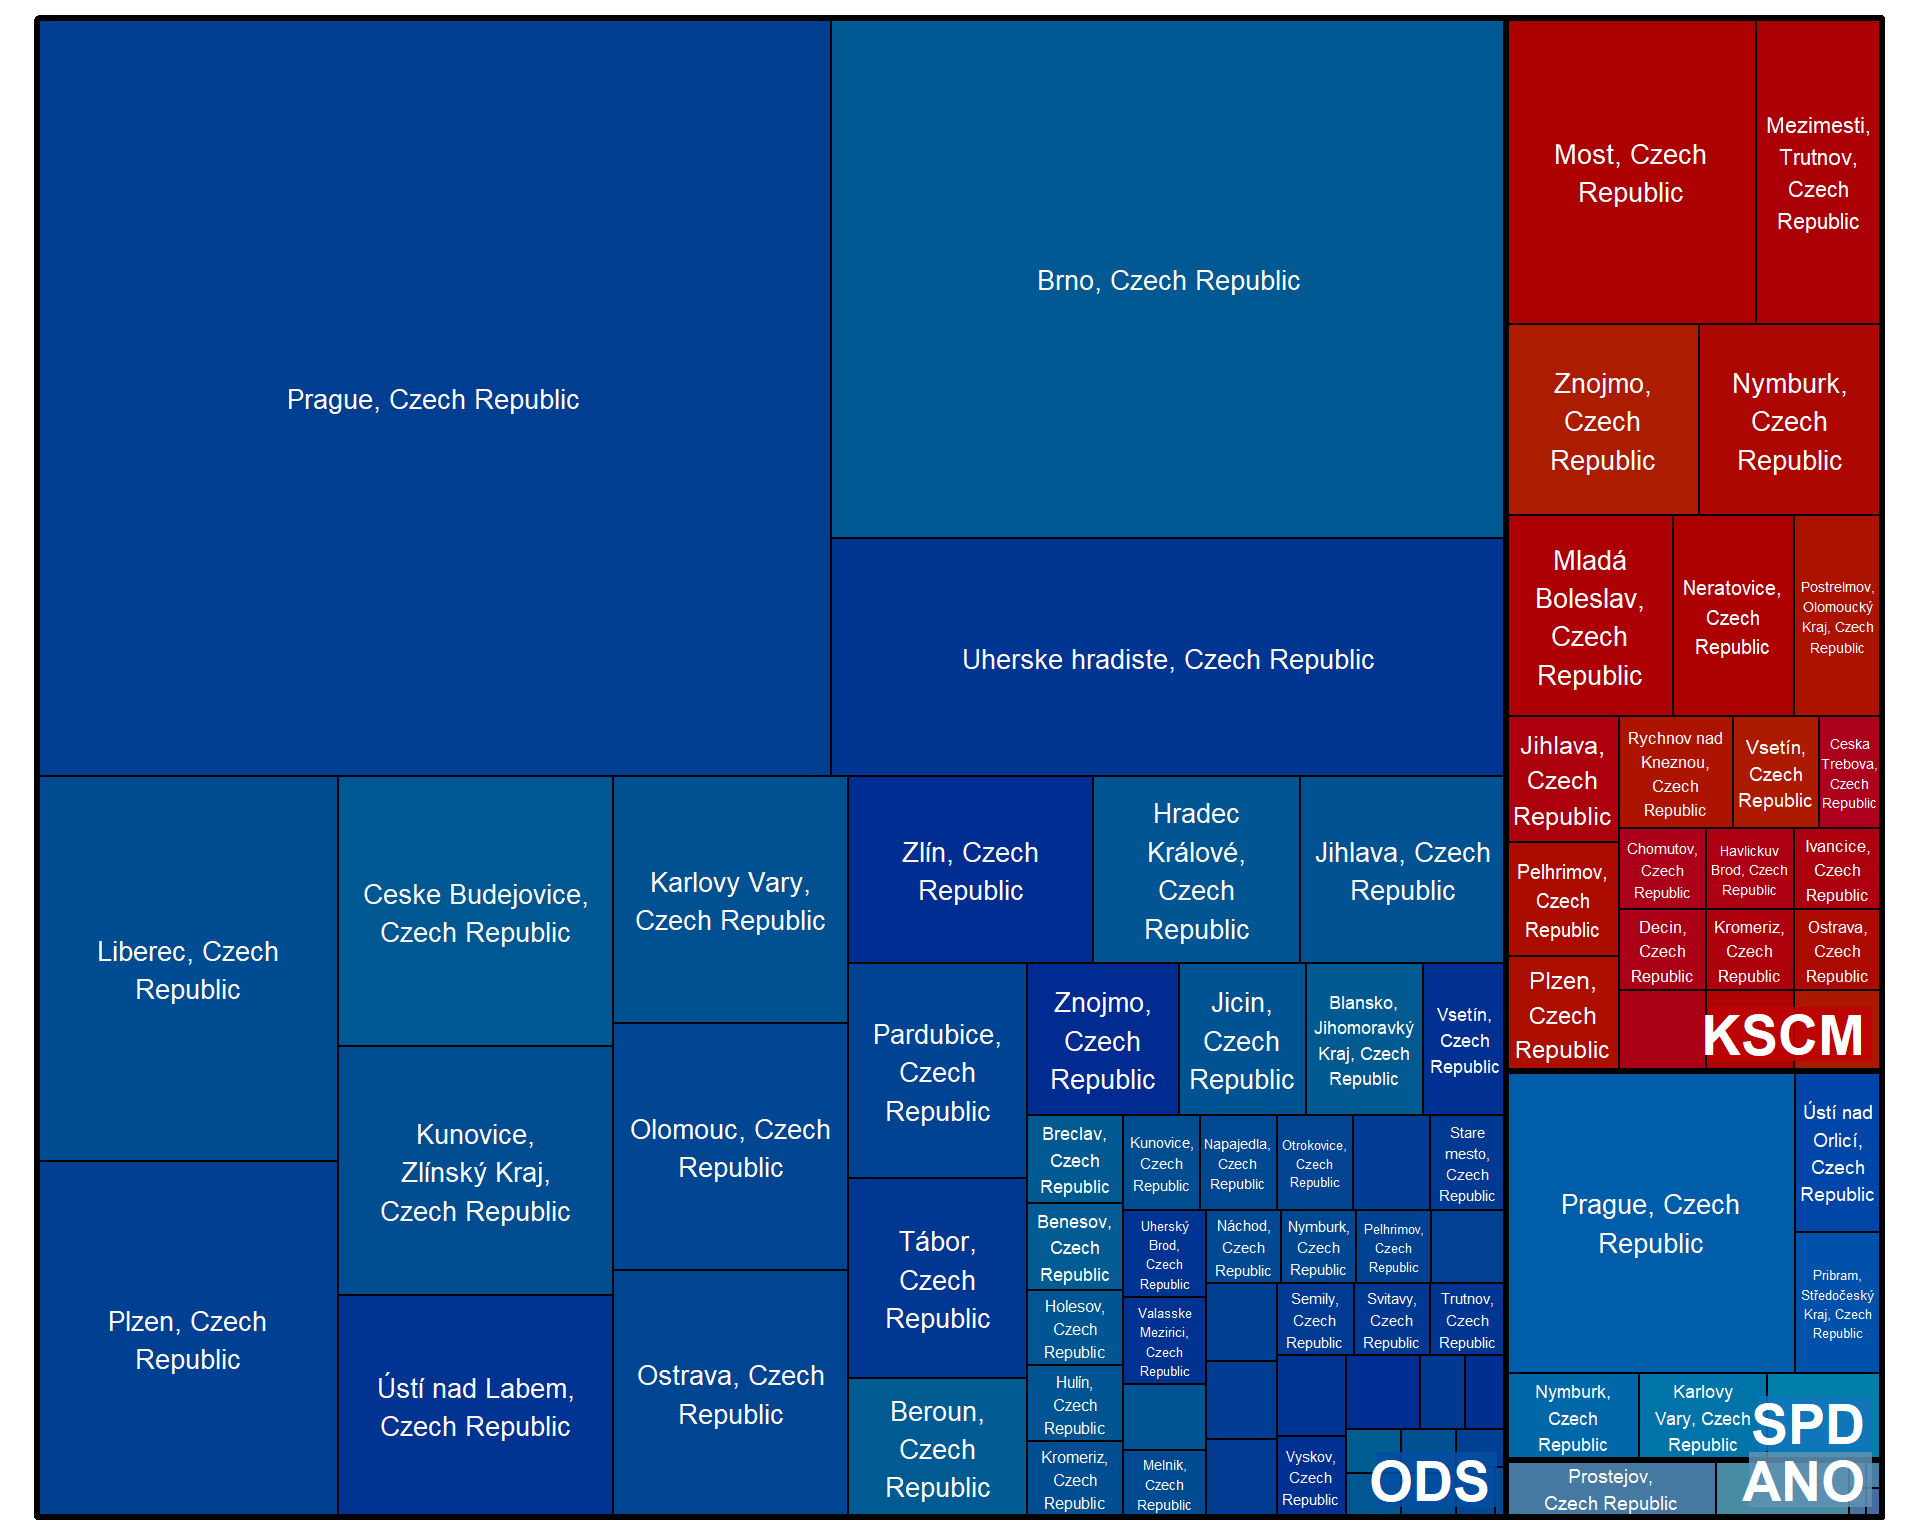 Prague, Czech Republic
Brno, Czech Republic
Uherske hradiste, Czech Republic
Liberec, Czech
Republic
Plzen, Czech
Republic
Ceske Budejovice,
Czech Republic
Kunovice,
Zlínský Kraj,
Czech Republic
Ústí nad Labem,
Czech Republic
Karlovy Vary,
Czech Republic
Olomouc, Czech
Republic
Ostrava, Czech
Republic
Zlín, Czech
Republic
Hradec
Králové,
Czech
Republic
Jihlava, Czech
Republic
Pardubice,
Czech
Republic
Tábor,
Czech
Republic
Beroun,
Czech
Republic
Znojmo,
Czech
Republic
Jicin,
Czech
Republic
Blansko,
Jihomoravký
Kraj, Czech
Republic
Vsetín,
Czech
Republic
Breclav,
Czech
Republic
Benesov,
Czech
Republic
Holesov,
Czech
Republic
Hulín,
Czech
Republic
Kromeriz,
Czech
Republic
Kunovice,
Czech
Republic
Napajedla,
Czech
Republic
Otrokovice,
Czech
Republic
Stare
mesto,
Czech
Republic
Uherský
Brod,
Czech
Republic
Valasske
Mezirici,
Czech
Republic
Melnik,
Czech
Republic
Náchod,
Czech
Republic
Nymburk,
Czech
Republic
Pelhrimov,
Czech
Republic
Semily,
Czech
Republic
Svitavy,
Czech
Republic
Trutnov,
Czech
Republic
Vyskov,
Czech
Republic
ODS
Most, Czech
Republic
Mezimesti,
Trutnov,
Czech
Republic
Znojmo,
Czech
Republic
Nymburk,
Czech
Republic
Mladá
Boleslav,
Czech
Republic
Neratovice,
Czech
Republic
Postrelmov,
Olomoucký
Kraj, Czech
Republic
Jihlava,
Czech
Republic
Pelhrimov,
Czech
Republic
Plzen,
Czech
Republic
Rychnov nad
Kneznou,
Czech
Republic
Vsetín,
Czech
Republic
Ceska
Trebova,
Czech
Republic
Chomutov,
Czech
Republic
Havlickuv
Brod, Czech
Republic
Ivancice,
Czech
Republic
Decin,
Czech
Republic
Kromeriz,
Czech
Republic
Ostrava,
Czech
Republic
KSCM
Prague, Czech
Republic
Ústí nad
Orlicí,
Czech
Republic
Pribram,
Středočeský
Kraj, Czech
Republic
Nymburk,
Czech
Republic
Karlovy
Vary, Czech
Republic
SPD
Prostejov,
Czech Republic
ANO